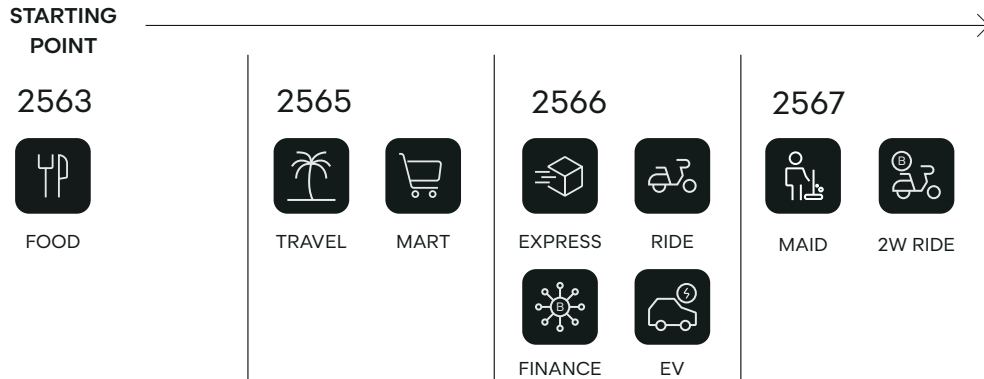 STARTING
POINT
2563
FOOD
2565
TRAVEL
MART
2566
EXPRESS
RIDE
B
FINANCE
EV
2567
B
MAID
2W RIDE